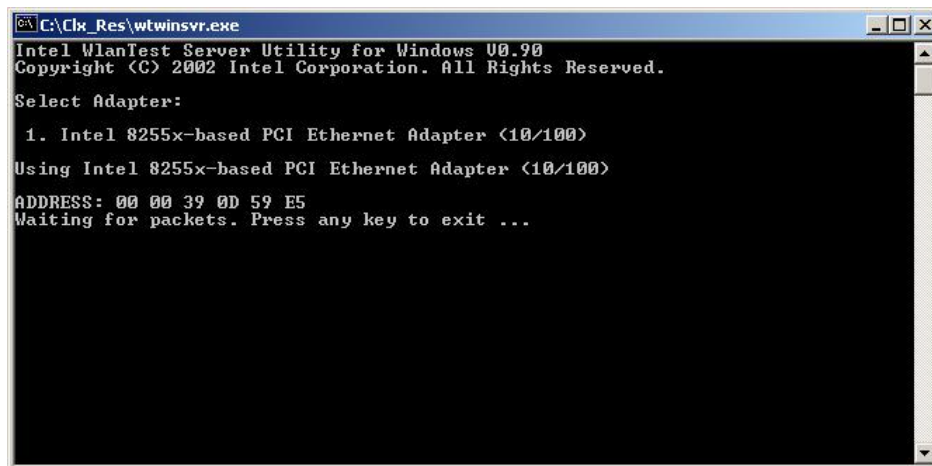 C:\Clx_Res\wtwinsvr.exe
Intel WlanTest Server Utility for Windows V0.90
Copyright (C) 2002 Intel Corporation. All Rights Reserved.
Select Adapter:
1. Intel 8255x-based PCI Ethernet Adapter (10/100)
Using Intel 8255x-based PCI Ethernet Adapter (10/100)
ADDRESS: 00 00 39 0D 59 E5
Waiting for packets. Press any key to exit ...